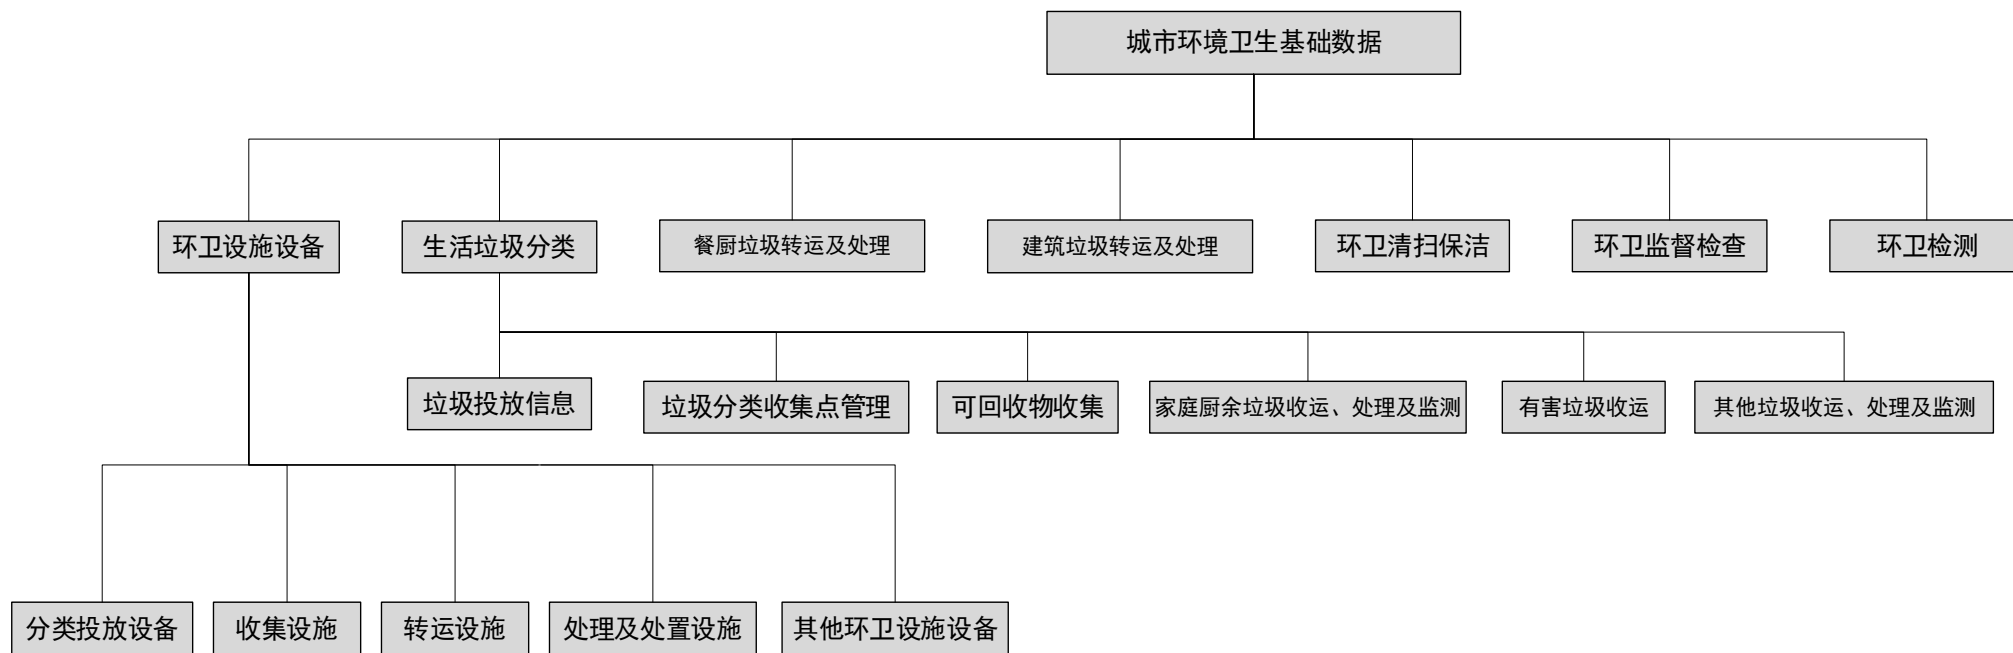 城市环境卫生基础数据
环卫设施设备
生活垃圾分类
餐厨垃圾转运及处理
建筑垃圾转运及处理
环卫清扫保洁
环卫监督检查
环卫检测
垃圾投放信息
垃圾分类收集点管理
可回收物收集
家庭厨余垃圾收运、处理及监测
有害垃圾收运
其他垃圾收运、处理及监测
分类投放设备
收集设施
转运设施
处理及处置设施
其他环卫设施设备